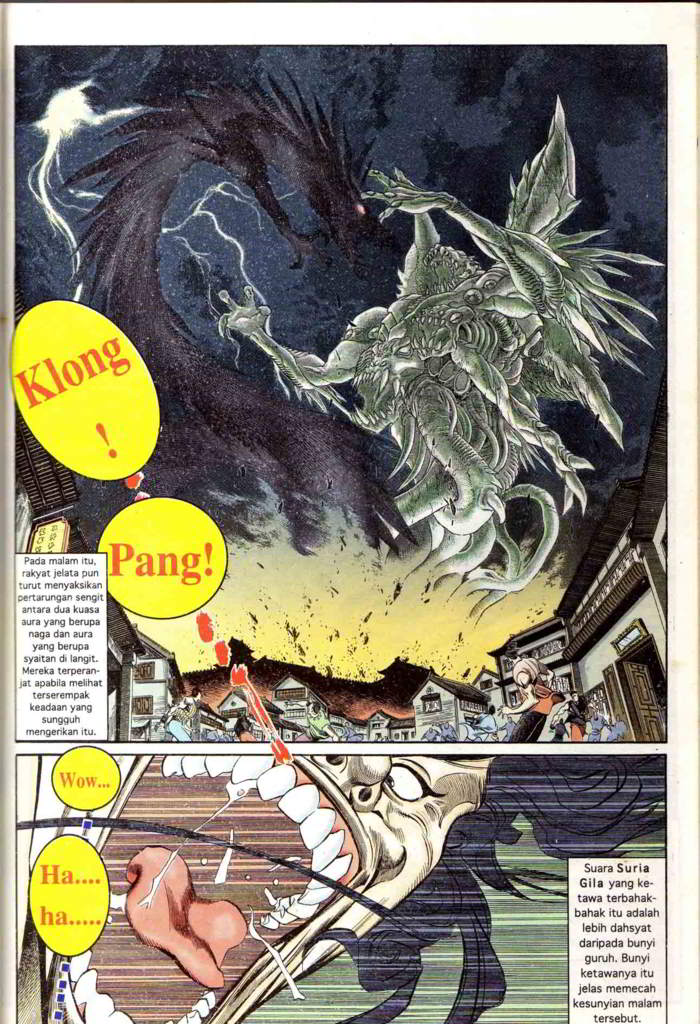 Klong
!
Pang!
Pada malam itu,
rakyat jelata pun
turut menyaksikan
pertarungan sengit
antara dua kuasa
aura yang berupa
naga dan aura
yang berupa
syaitan di langit.
Mereka terperan-
jat apabila melihat
terserempak
keadaan yang
sungguh
mengerikan itu.
Wow...
Ha....
ha.....
Suara Suria
Gila yang ke-
tawa terbahak-
bahak itu adalah
lebih dahsyat
daripada bunyi
guruh. Bunyi
ketawanya itu
jelas memecah
kesunyian malam
tersebut.